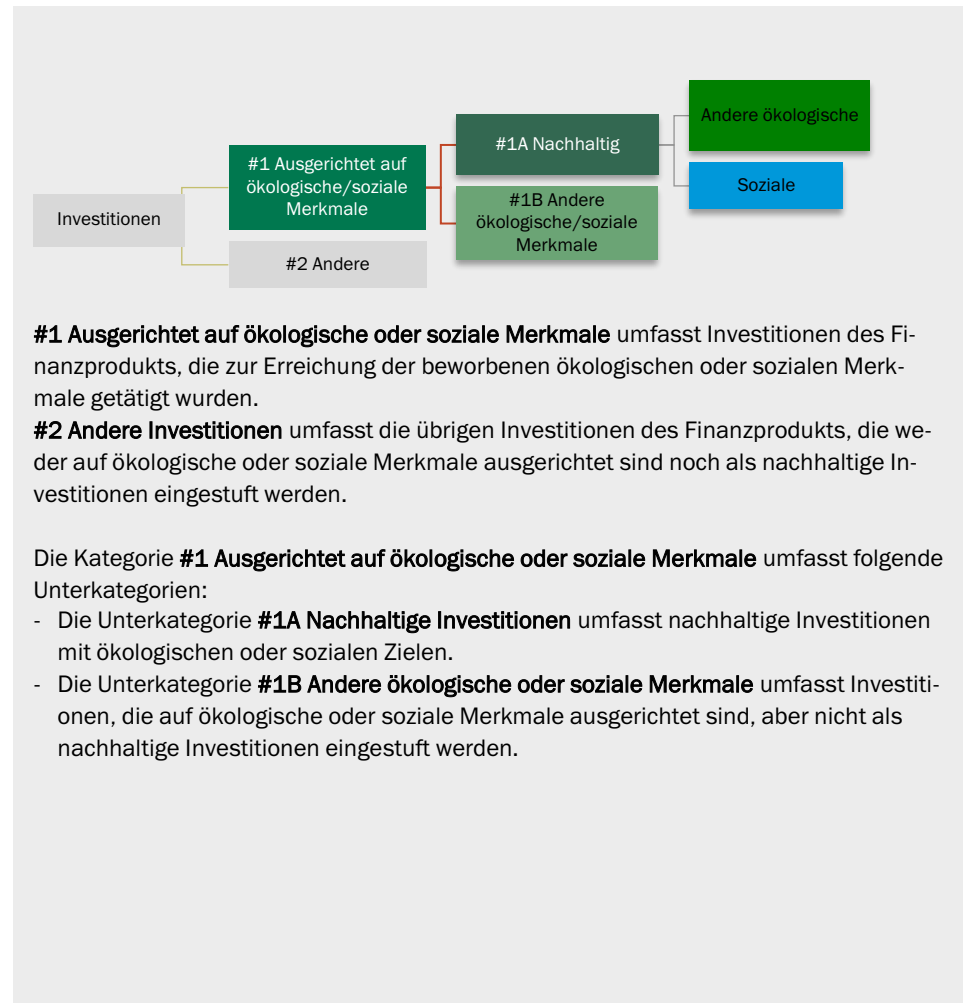 Andere ökologische
#1A Nachhaltig
#1 Ausgerichtet auf
ökologische/soziale
Merkmale
Soziale
#1B Andere
ökologische/soziale
Merkmale
Investitionen
#2 Andere
#1 Ausgerichtet auf ökologische oder soziale Merkmale umfasst Investitionen des Fi-
nanzprodukts, die zur Erreichung der beworbenen ökologischen oder sozialen Merk-
male getätigt wurden.
#2 Andere Investitionen umfasst die übrigen Investitionen des Finanzprodukts, die we-
der auf ökologische oder soziale Merkmale ausgerichtet sind noch als nachhaltige In-
vestitionen eingestuft werden.
Die Kategorie #1 Ausgerichtet auf ökologische oder soziale Merkmale umfasst folgende
Unterkategorien:
- Die Unterkategorie #1A Nachhaltige Investitionen umfasst nachhaltige Investitionen
mit ökologischen oder sozialen Zielen.
- Die Unterkategorie #1B Andere ökologische oder soziale Merkmale umfasst Investiti-
onen, die auf ökologische oder soziale Merkmale ausgerichtet sind, aber nicht als
nachhaltige Investitionen eingestuft werden.